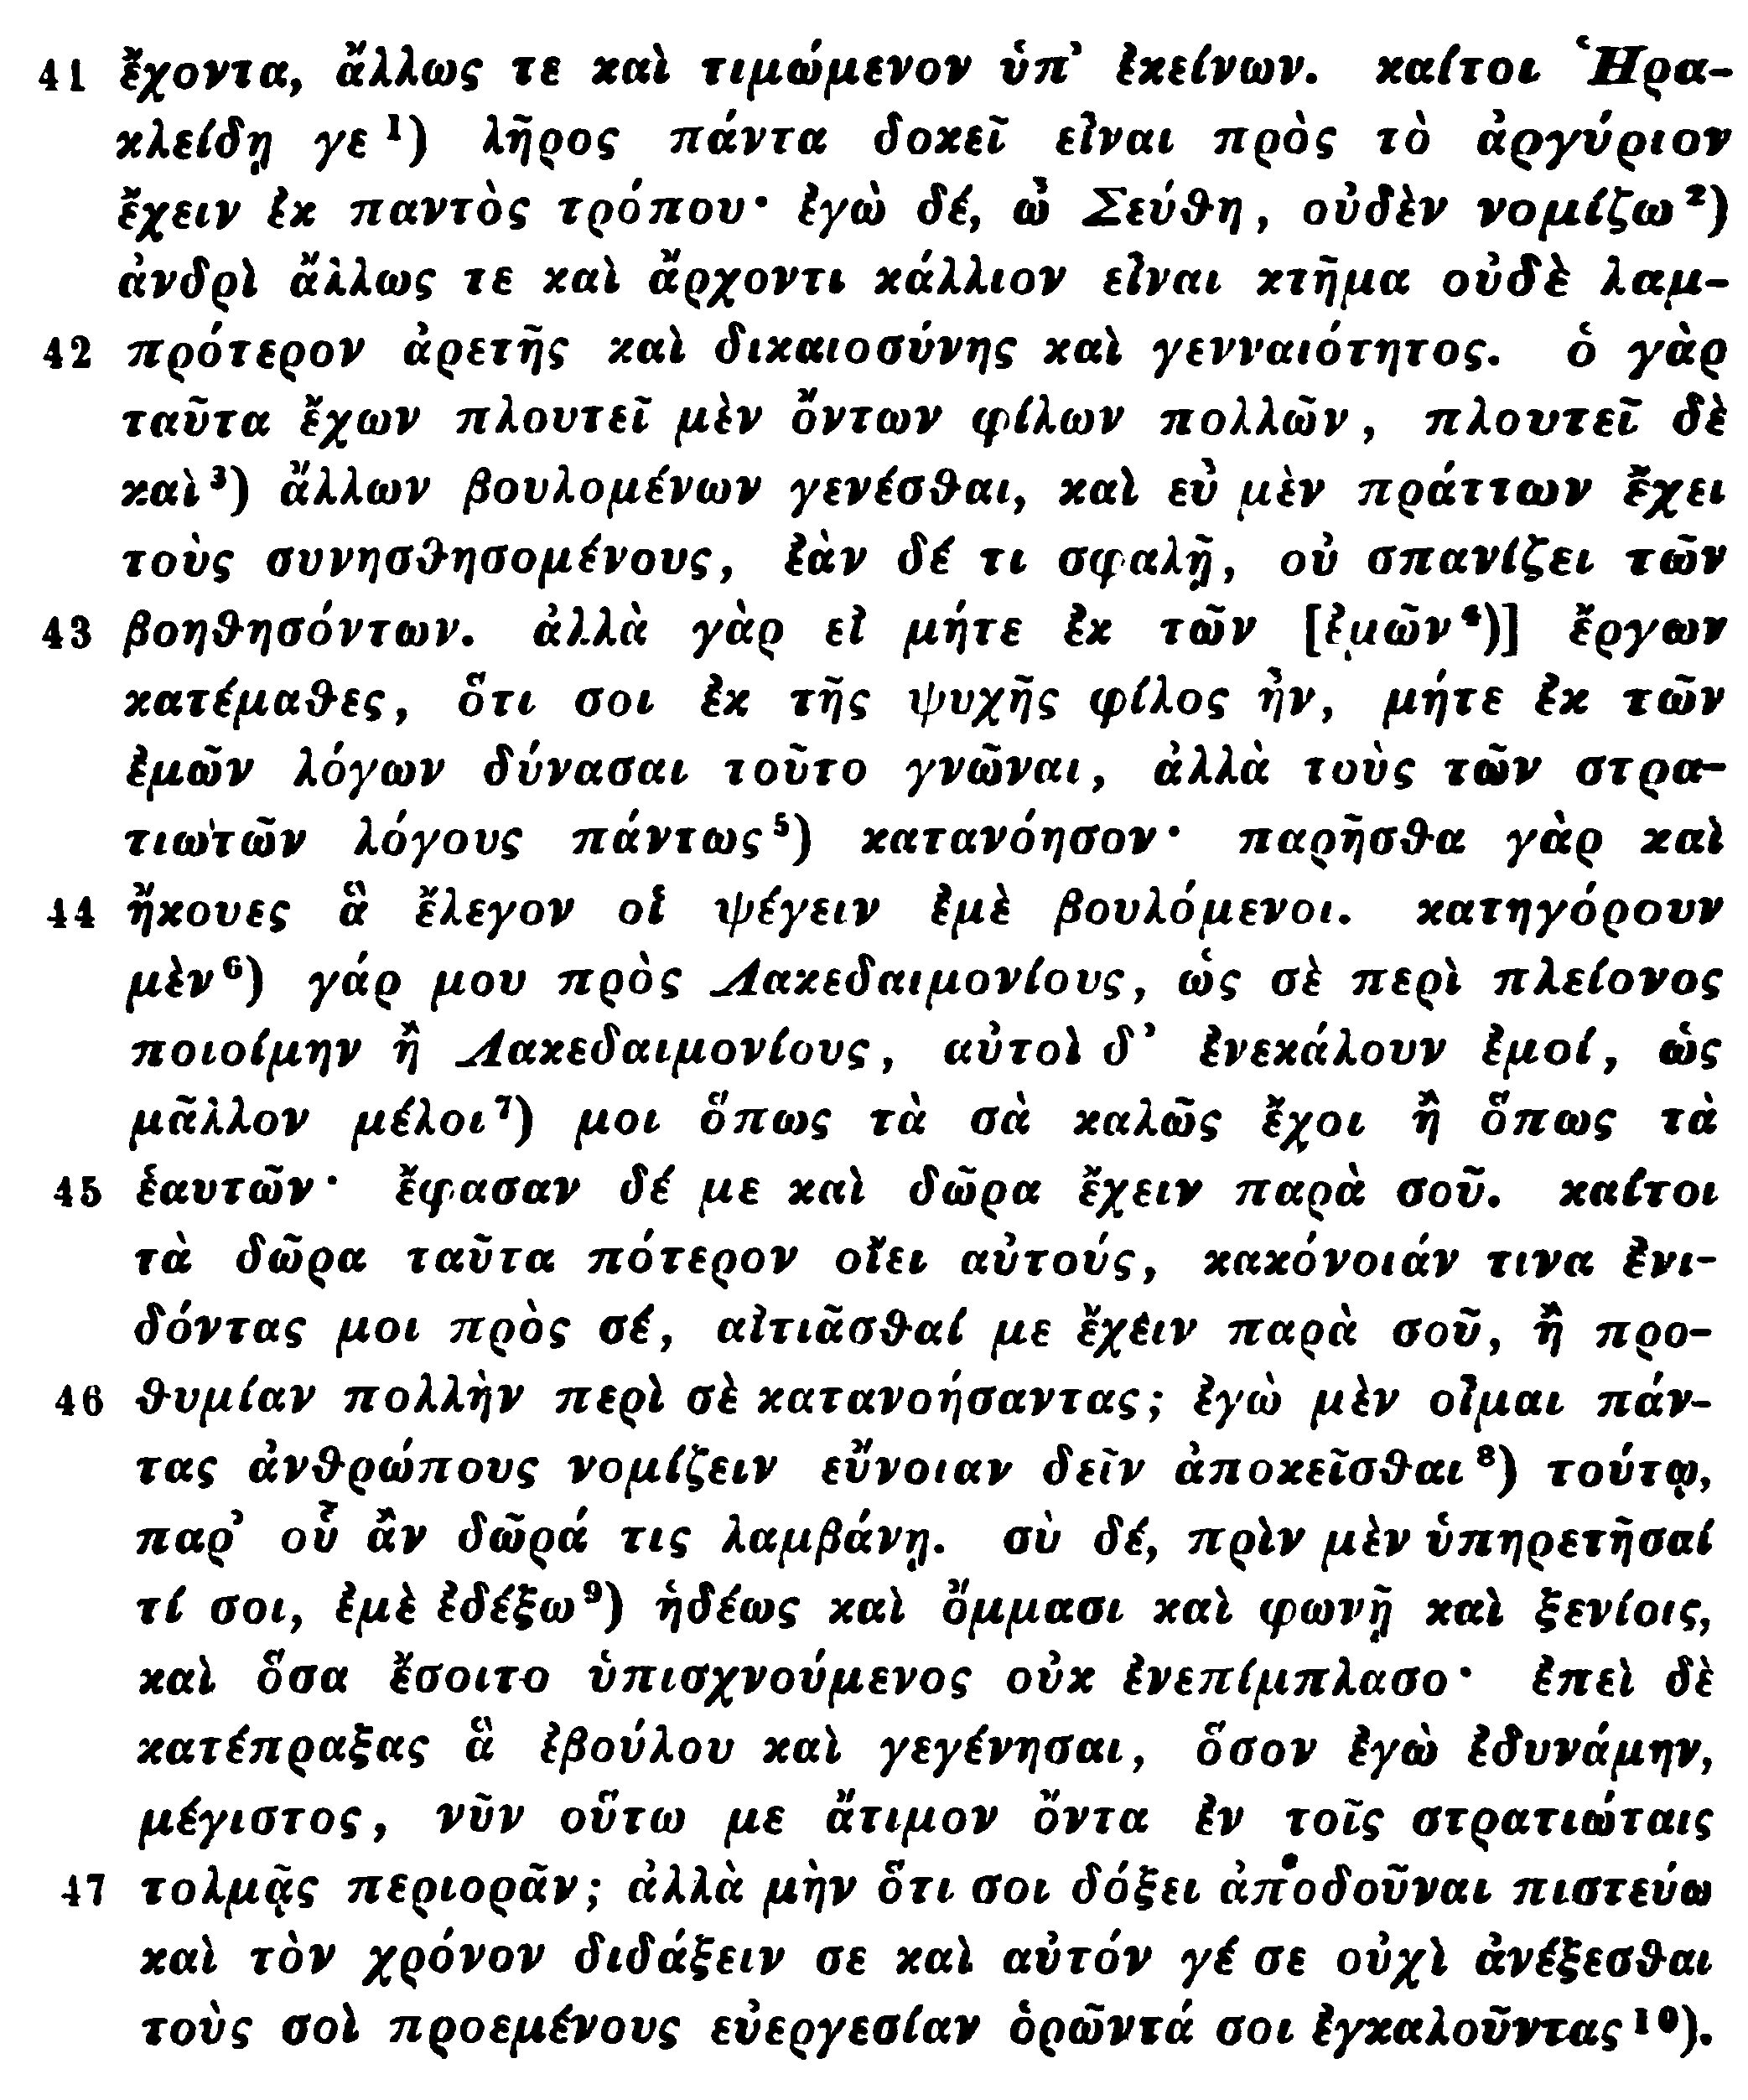 41 ἔχοντα, ἄλλως τε καὶ τιμώμενον ὑπ’ ἐκείνων. καίτοι Ἡρα-
κλείδῃ γε ¹) λῆρος πάντα δοκεῖ εἶναι πρὸς τὸ ἀργύριον
ἔχειν ἐκ παντὸς τρόπου· ἐγὼ δέ, ὦ Σεύθη, οὐδὲν νομίζω ²)
ἀνδρὶ ἄλλως τε καὶ ἄρχοντι κάλλιον εἶναι κτῆμα οὐδὲ λαμ-
42 πρότερον ἀρετῆς καὶ δικαιοσύνης καὶ γενναιότητος. ὁ γὰρ
ταῦτα ἔχων πλουτεῖ μὲν ὄντων φίλων πολλῶν, πλουτεῖ δὲ
καὶ ³) ἄλλων βουλομένων γενέσθαι, καὶ εὖ μὲν πράττων ἔχει
τοὺς συνησθησομένους, ἐὰν δέ τι σφαλῇ, οὐ σπανίζει τῶν
43 βοηθησόντων. ἀλλὰ γὰρ εἰ μήτε ἐκ τῶν [ἐμῶν ⁴)] ἔργων
κατέμαθες, ὅτι σοι ἐκ τῆς ψυχῆς φίλος ἦν, μήτε ἐκ τῶν
ἐμῶν λόγων δύνασαι τοῦτο γνῶναι, ἀλλὰ τοὺς τῶν στρα-
τιωτῶν λόγους πάντως ⁵) κατανόησον· παρῆσθα γὰρ καὶ
44 ἤκουες ἃ ἔλεγον οἱ ψέγειν ἐμὲ βουλόμενοι. κατηγόρουν
μὲν ⁶) γάρ μου πρὸς Λακεδαιμονίους, ὡς σὲ περὶ πλείονος
ποιοίμην ἢ Λακεδαιμονίους, αὐτοὶ δ’ ἐνεκάλουν ἐμοί, ὡς
μᾶλλον μέλοι ⁷) μοι ὅπως τὰ σὰ καλῶς ἔχοι ἢ ὅπως τὰ
45 ἑαυτῶν· ἔφασαν δέ με καὶ δῶρα ἔχειν παρὰ σοῦ. καίτοι
τὰ δῶρα ταῦτα πότερον οἴει αὐτούς, κακόνοιάν τινα ἐνι-
δόντας μοι πρὸς σέ, αἰτιᾶσθαί με ἔχειν παρὰ σοῦ, ἢ προ-
46 θυμίαν πολλὴν περὶ σὲ κατανοήσαντας; ἐγὼ μὲν οἶμαι πάν-
τας ἀνθρώπους νομίζειν εὔνοιαν δεῖν ἀποκεῖσθαι ⁸) τούτῳ,
παρ’ οὗ ἂν δῶρά τις λαμβάνῃ. σὺ δέ, πρὶν μὲν ὑπηρετῆσαί
τί σοι, ἐμὲ ἐδέξω ⁹) ἡδέως καὶ ὄμμασι καὶ φωνῇ καὶ ξενίοις,
καὶ ὅσα ἔσοιτο ὑπισχνούμενος οὐκ ἐνεπίμπλασο· ἐπεὶ δὲ
κατέπραξας ἃ ἐβούλου καὶ γεγένησαι, ὅσον ἐγὼ ἐδυνάμην,
μέγιστος, νῦν οὕτω με ἄτιμον ὄντα ἐν τοῖς στρατιώταις
47 τολμᾷς περιορᾶν; ἀλλὰ μὴν ὅτι σοι δόξει ἀποδοῦναι πιστεύω
καὶ τὸν χρόνον διδάξειν σε καὶ αὐτόν γέ σε οὐχὶ ἀνέξεσθαι
τοὺς σοὶ προεμένους εὐεργεσίαν ὁρῶντά σοι ἐγκαλοῦντας ¹⁰).